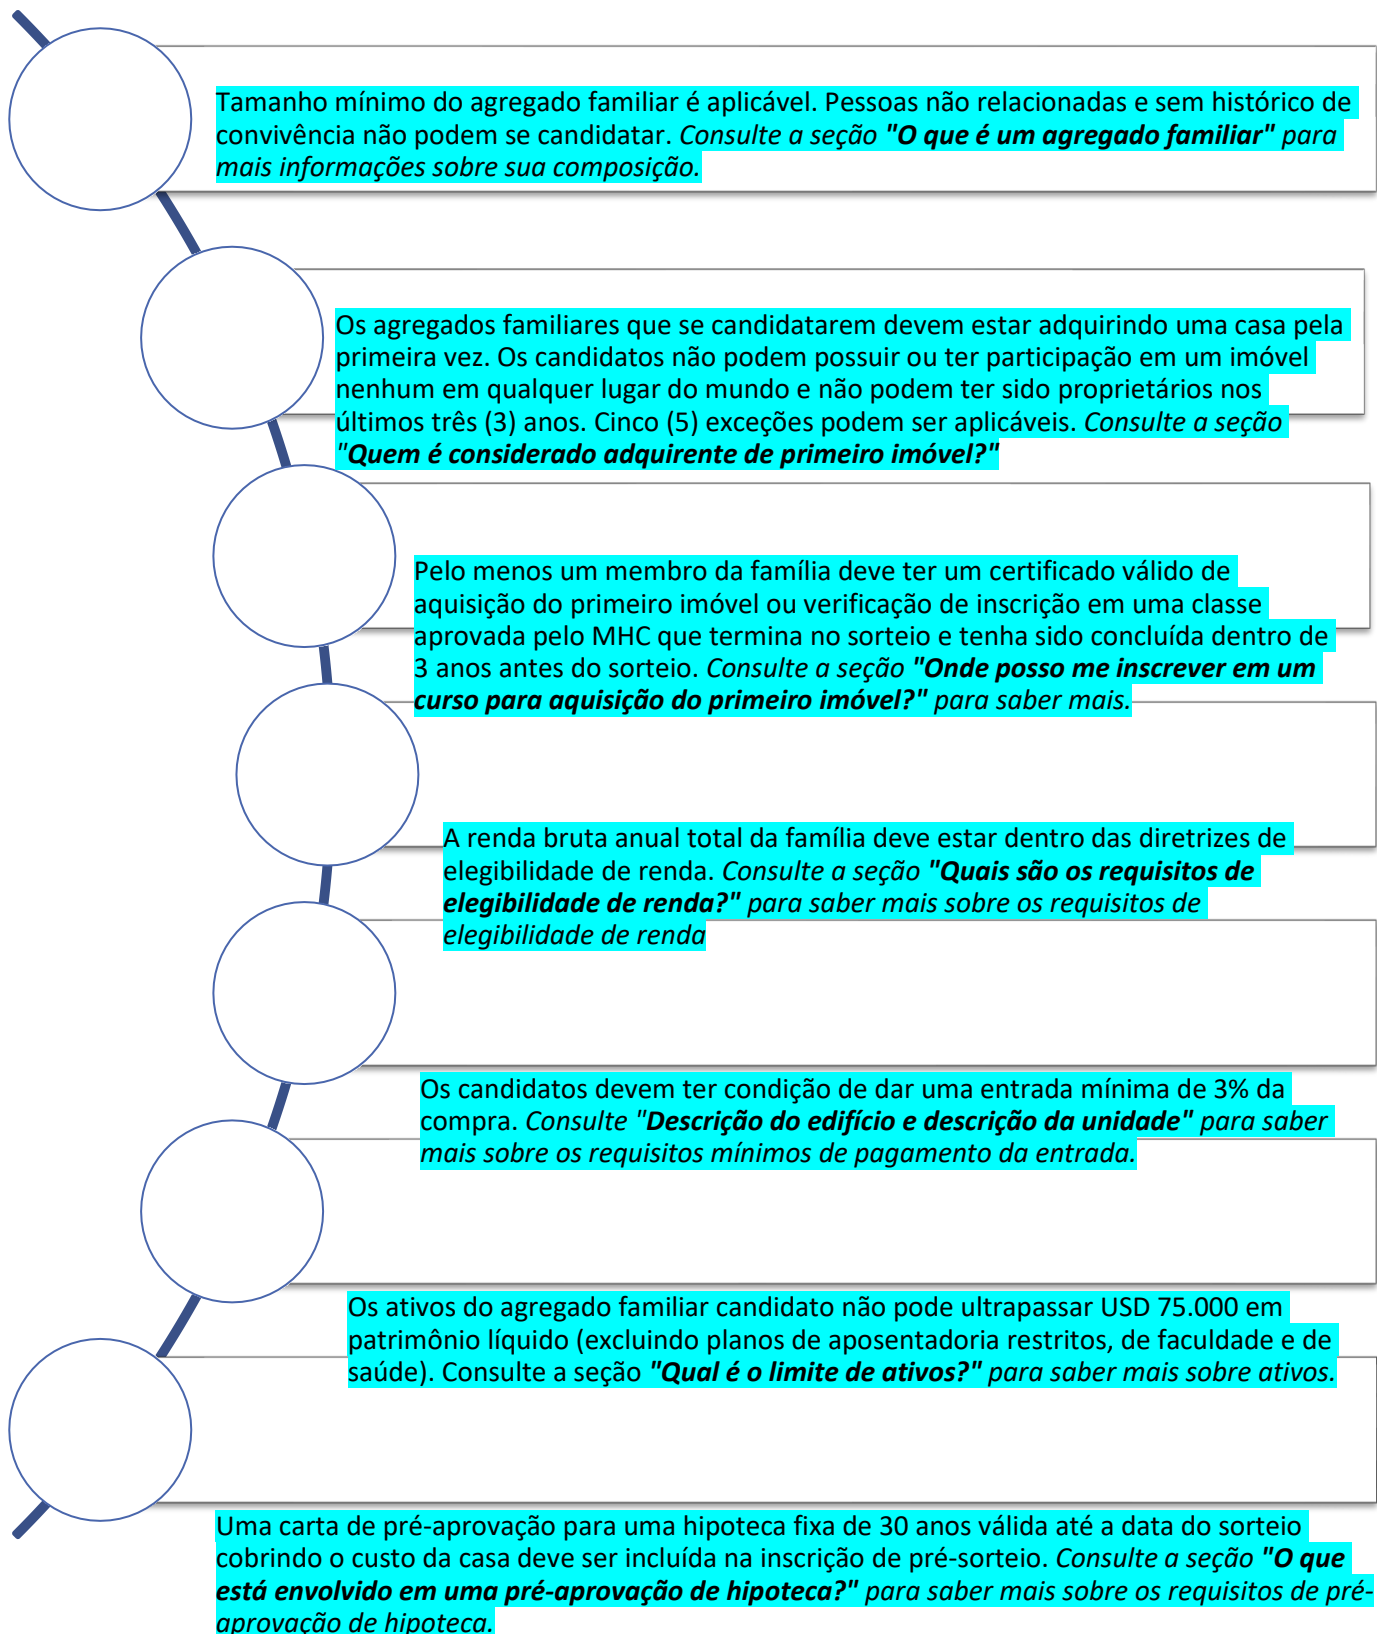 Tamanho mínimo do agregado familiar é aplicável. Pessoas não relacionadas e sem histórico de
convivência não podem se candidatar. Consulte a seção "O que é um agregado familiar" para
mais informações sobre sua composição.
Os agregados familiares que se candidatarem devem estar adquirindo uma casa pela
primeira vez. Os candidatos não podem possuir ou ter participação em um imóvel
nenhum em qualquer lugar do mundo e não podem ter sido proprietários nos
últimos três (3) anos. Cinco (5) exceções podem ser aplicáveis. Consulte a seção
"Quem é considerado adquirente de primeiro imóvel?"
Pelo menos um membro da família deve ter um certificado válido de
aquisição do primeiro imóvel ou verificação de inscrição em uma classe
aprovada pelo MHC que termina no sorteio e tenha sido concluída dentro de
3 anos antes do sorteio. Consulte a seção "Onde posso me inscrever em um
curso para aquisição do primeiro imóvel?" para saber mais.
A renda bruta anual total da família deve estar dentro das diretrizes de
elegibilidade de renda. Consulte a seção "Quais são os requisitos de
elegibilidade de renda?" para saber mais sobre os requisitos de
elegibilidade de renda
Os candidatos devem ter condição de dar uma entrada mínima de 3% da
compra. Consulte "Descrição do edifício e descrição da unidade" para saber
mais sobre os requisitos mínimos de pagamento da entrada.
Os ativos do agregado familiar candidato não pode ultrapassar USD 75.000 em
patrimônio líquido (excluindo planos de aposentadoria restritos, de faculdade e de
saúde). Consulte a seção "Qual é o limite de ativos?" para saber mais sobre ativos.
Uma carta de pré-aprovação para uma hipoteca fixa de 30 anos válida até a data do sorteio
cobrindo o custo da casa deve ser incluída na inscrição de pré-sorteio. Consulte a seção "O que
está envolvido em uma pré-aprovação de hipoteca?" para saber mais sobre os requisitos de pré-
aprovação de hipoteca.